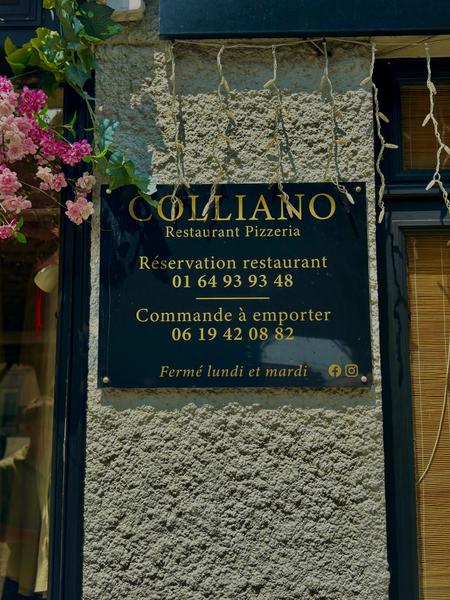 COLLIANO
Restaurant Pizzeria
Réservation restaurant
01 64 93 93 48
Commande à emporter
06 19 42 08 82
Fermé lundi et mardi